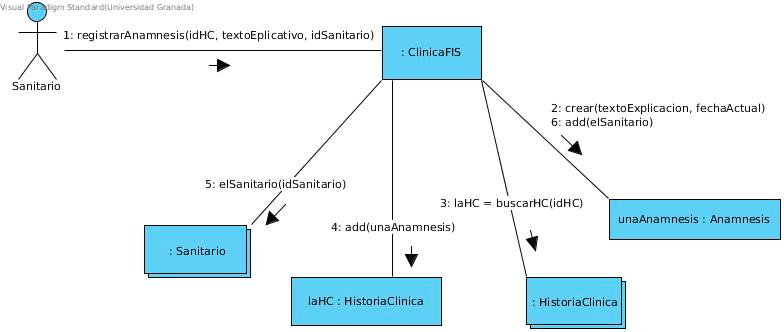 Visual Paradigm Standard(Universidad Granada)
1: registrarAnamnesis(idHC, textoEplicativo, idSanitario)
: ClinicaFIS
Sanitario
2: crear(textoExplicacion, fechaActual)
6: add(elSanitario)
5: elSanitario(idSanitario)
3: laHC = buscarHC(idHC)
unaAnamnesis : Anamnesis
4: add(unaAnamnesis)
: Sanitario
laHC : HistoriaClinica
: HistoriaClinica